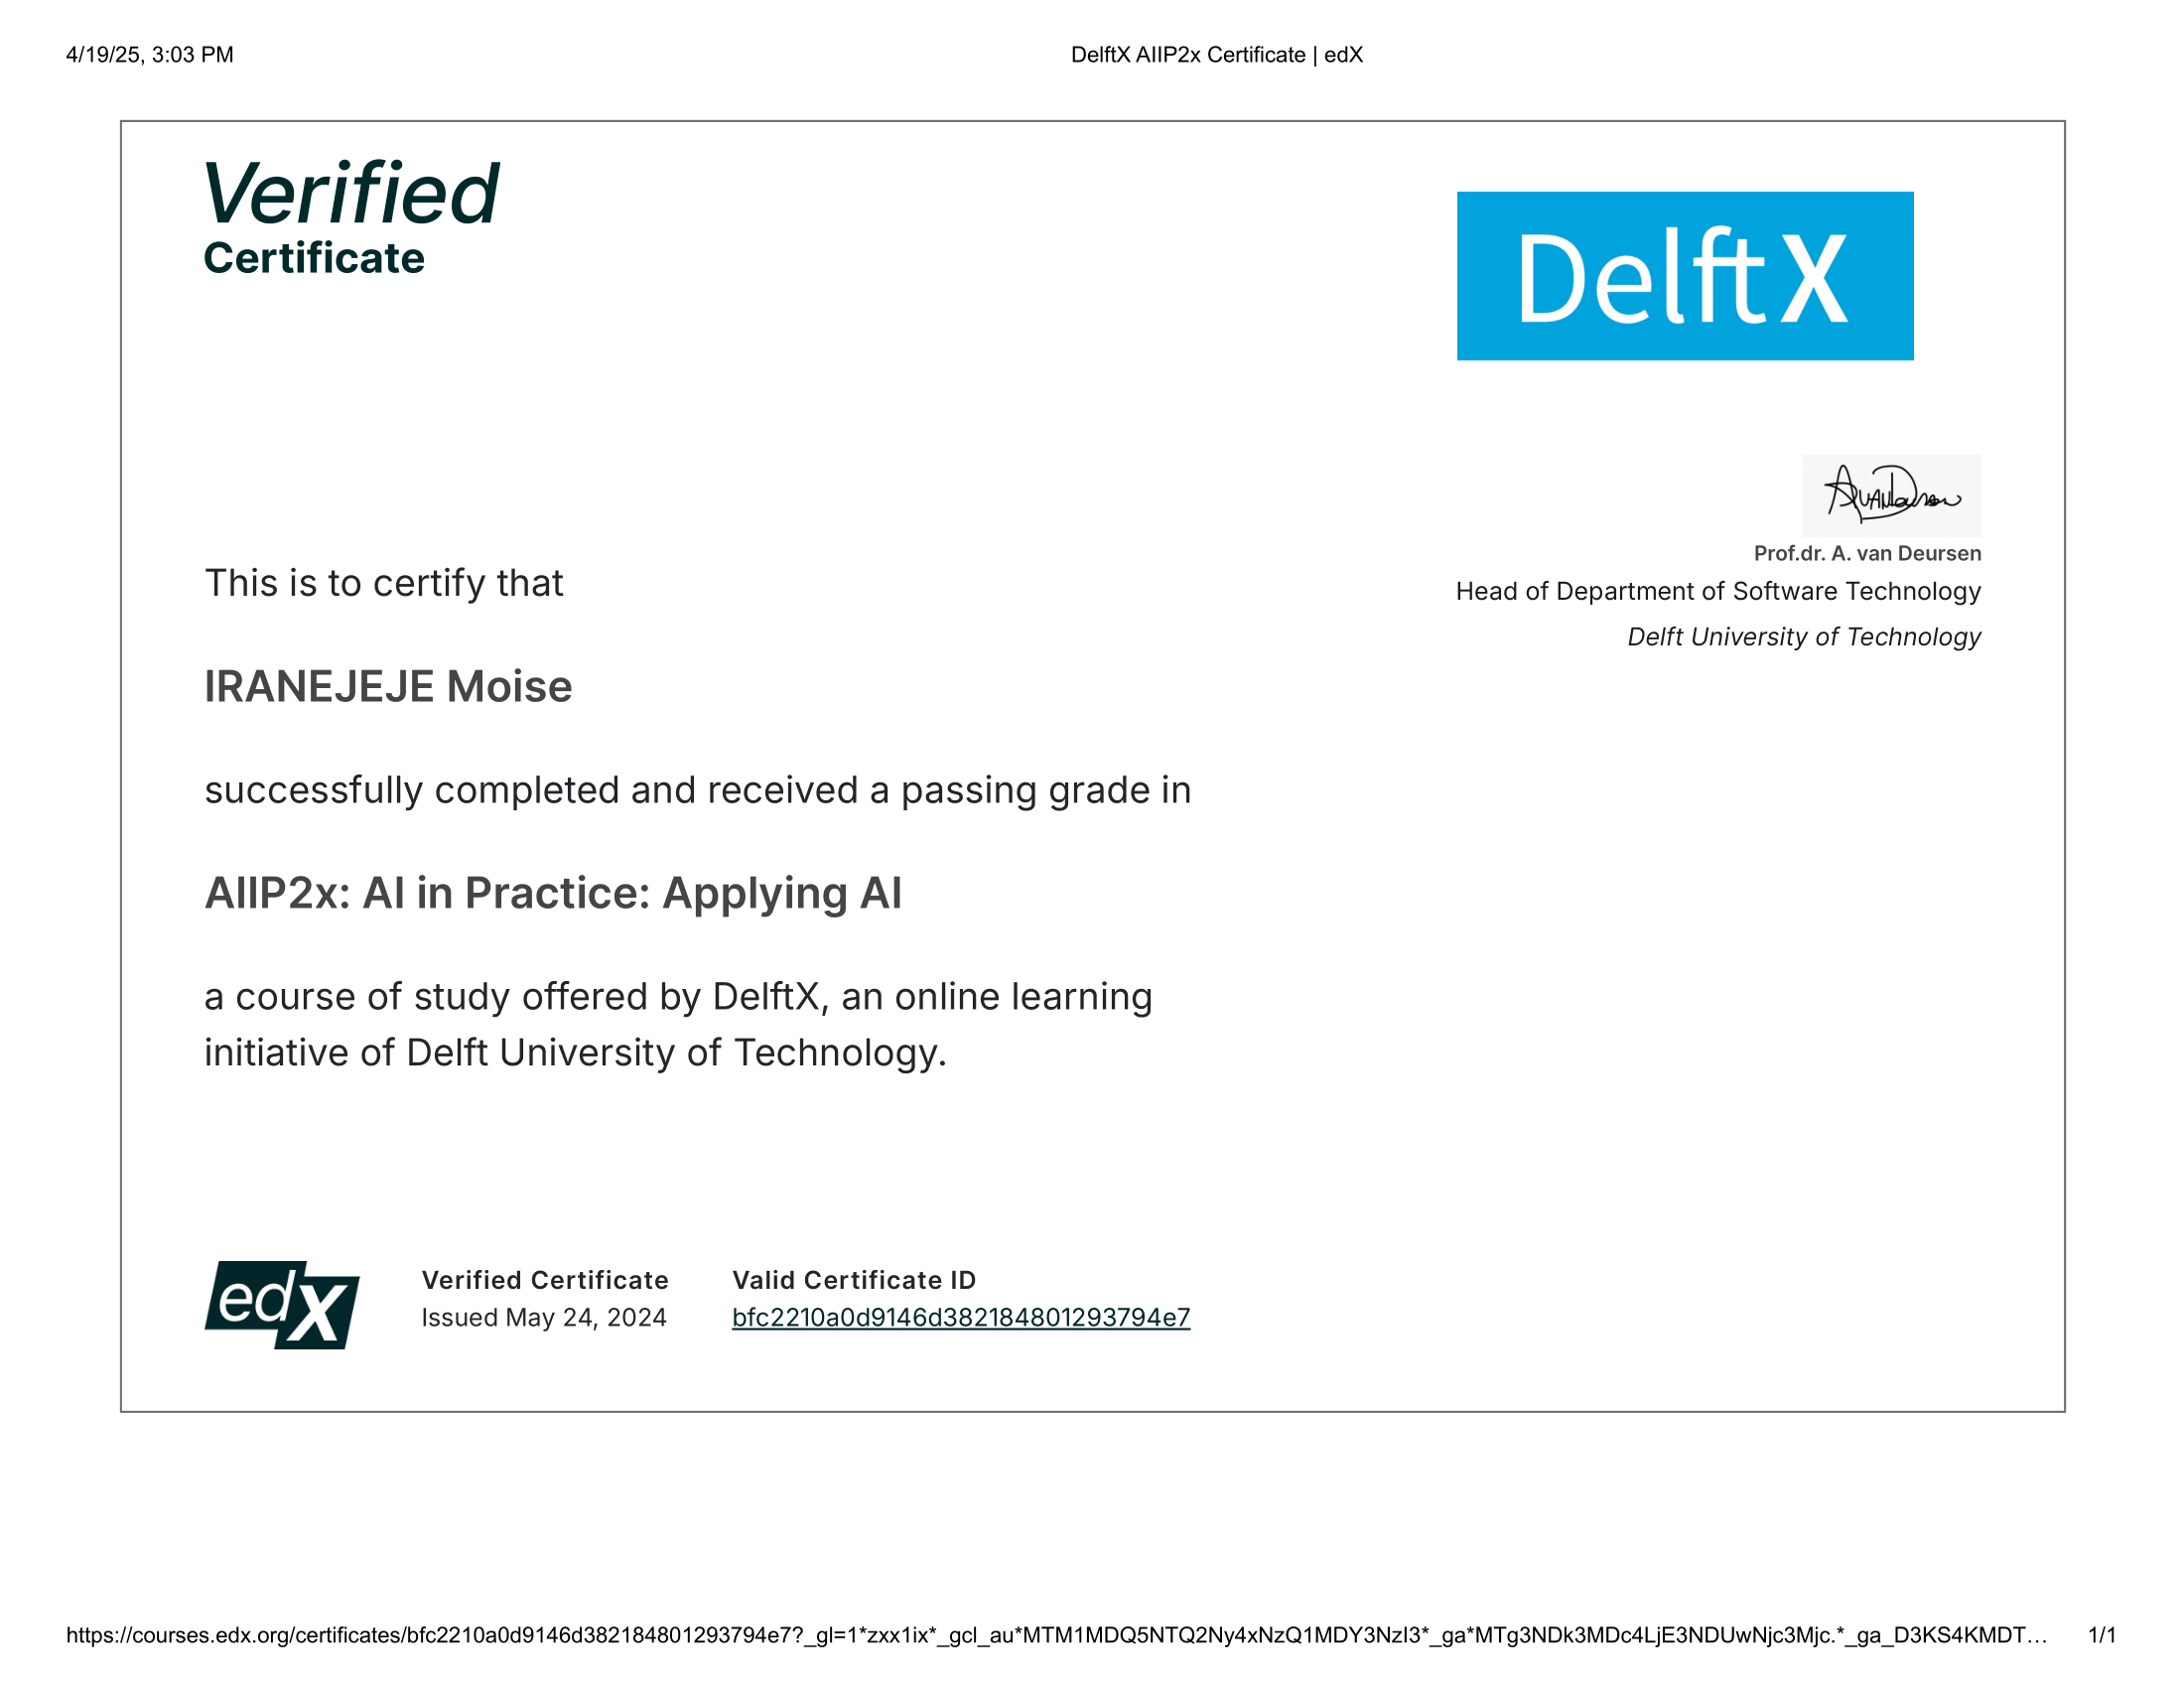 4/19/25, 3:03 PM
DelftX AIIP2x Certificate | edX
Verified
Certificate
DelftX
Prof.dr. A. van Deursen
Head of Department of Software Technology
Delft University of Technology
This is to certify that
IRANEJEJE Moise
successfully completed and received a passing grade in
AIIP2x: AI in Practice: Applying AI
a course of study offered by DelftX, an online learning
initiative of Delft University of Technology.
edX
Verified Certificate
Issued May 24, 2024
Valid Certificate ID
bfc2210a0d9146d382184801293794e7
https://courses.edx.org/certificates/bfc2210a0d9146d382184801293794e7?_gl=1*zxx1ix*_gcl_au*MTM1MDQ5NTQ2Ny4xNzQ1MDY3NzI3*_ga*MTg3NDk3MDc4LjE3NDUwNjc3Mjc.*_ga_D3KS4KMDT… 1/1